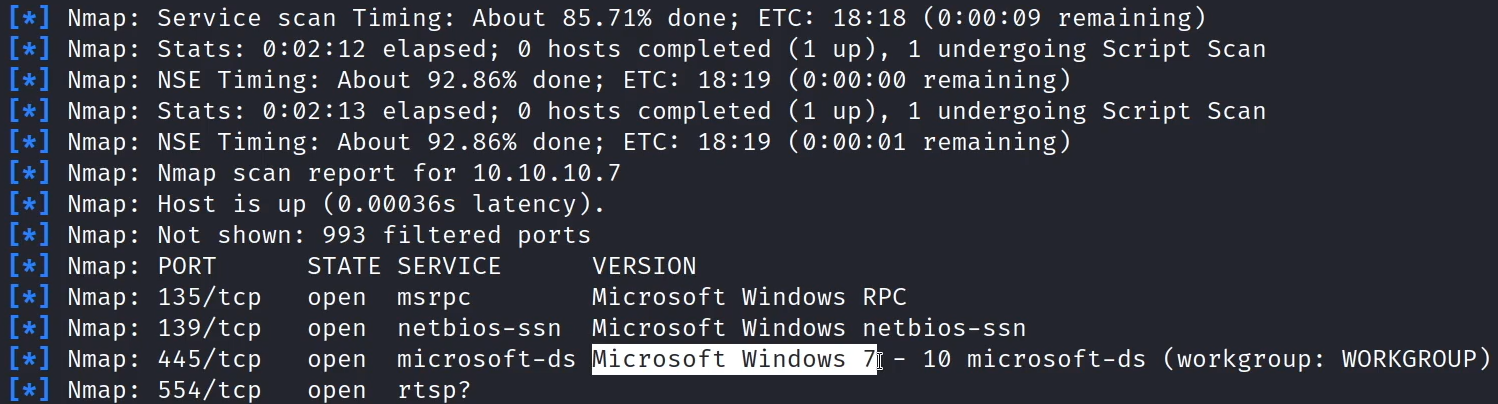 [*] Nmap: Service scan Timing: About 85.71% done; ETC: 18:18 (0:00:09 remaining)
[*] Nmap: Stats: 0:02:12 elapsed; 0 hosts completed (1 up), 1 undergoing Script Scan
[*] Nmap: NSE Timing: About 92.86% done; ETC: 18:19 (0:00:00 remaining)
[*] Nmap: Stats: 0:02:13 elapsed; 0 hosts completed (1 up), 1 undergoing Script Scan
[*] Nmap: NSE Timing: About 92.86% done; ETC: 18:19 (0:00:01 remaining)
[*] Nmap: Nmap scan report for 10.10.10.7
[*] Nmap: Host is up (0.00036s latency).
[*] Nmap: Not shown: 993 filtered ports
[*] Nmap: PORT      STATE SERVICE      VERSION
[*] Nmap: 135/tcp   open  msrpc        Microsoft Windows RPC
[*] Nmap: 139/tcp   open  netbios-ssn  Microsoft Windows netbios-ssn
[*] Nmap: 445/tcp   open  microsoft-ds Microsoft Windows 7 - 10 microsoft-ds (workgroup: WORKGROUP)
[*] Nmap: 554/tcp   open  rtsp?